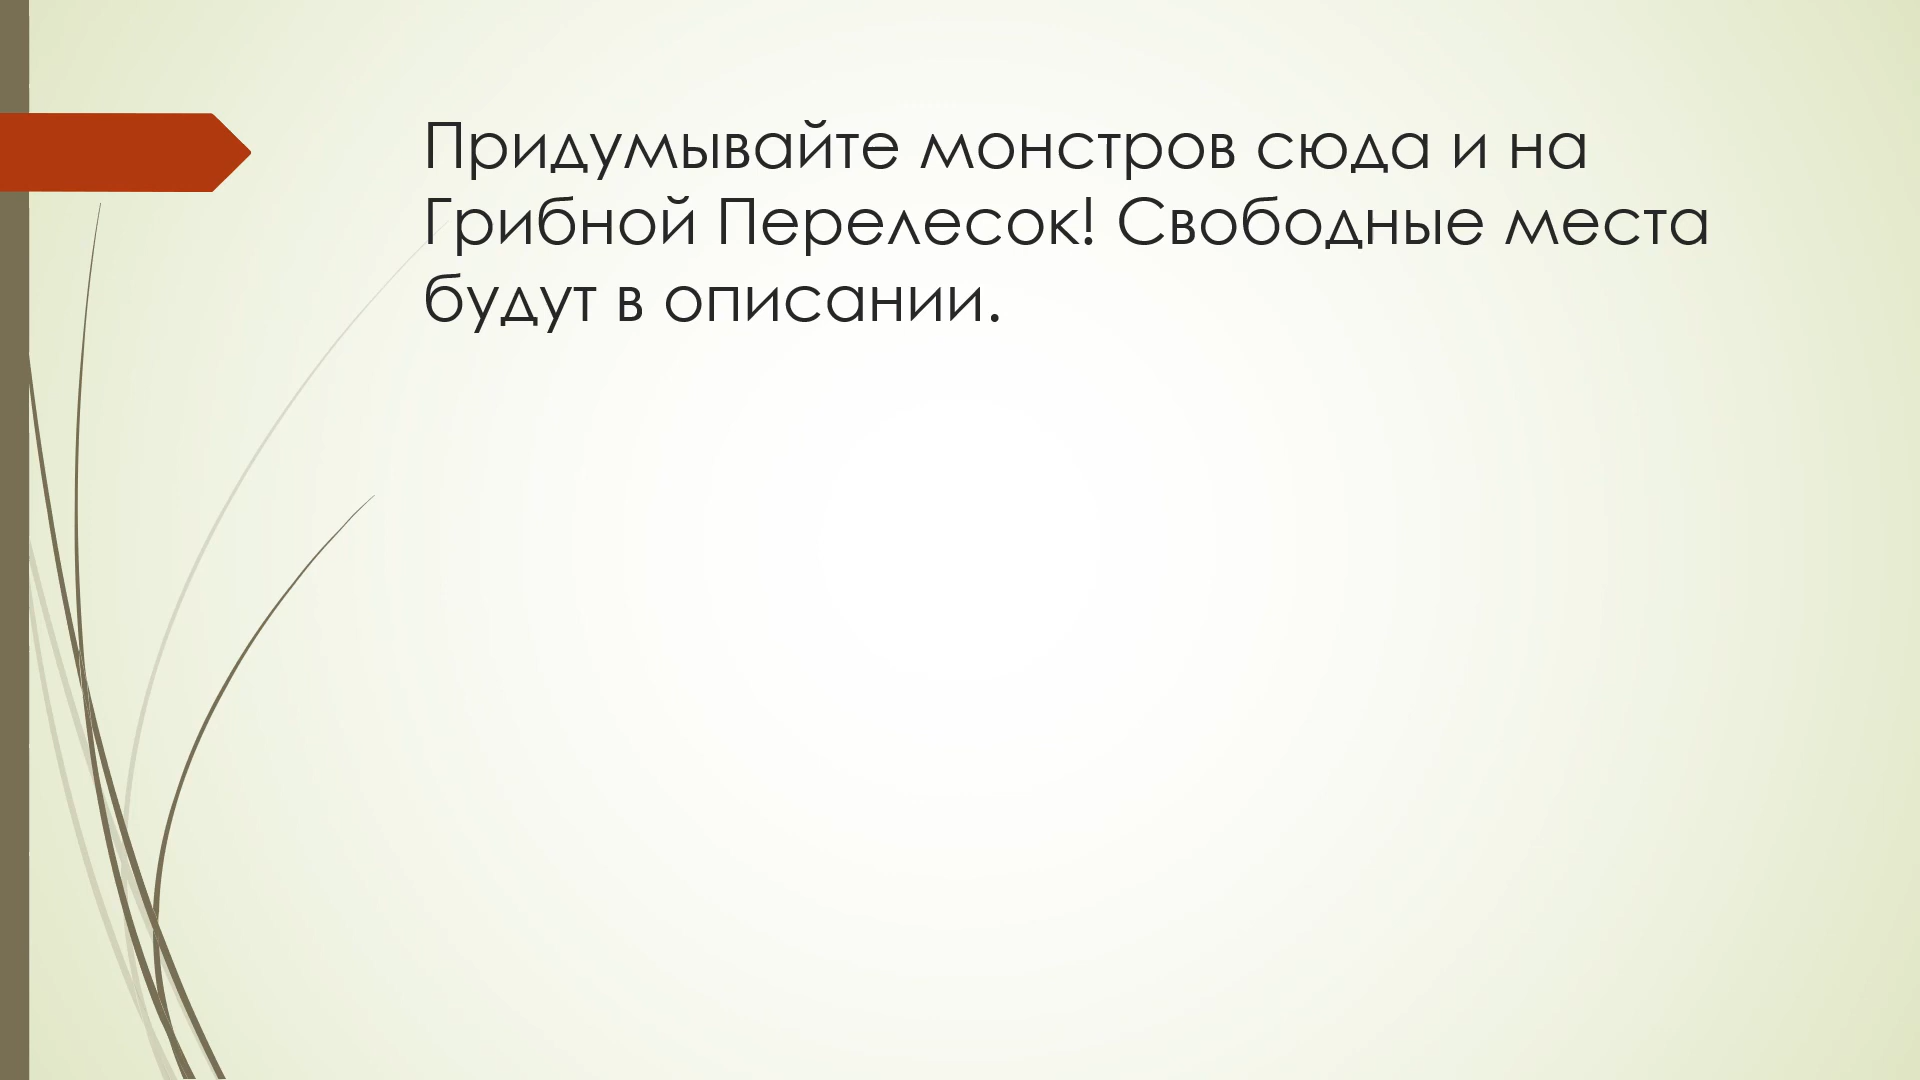 Придумывайте монстров сюда и на
Грибной Перелесок! Свободные места
будут в описании.